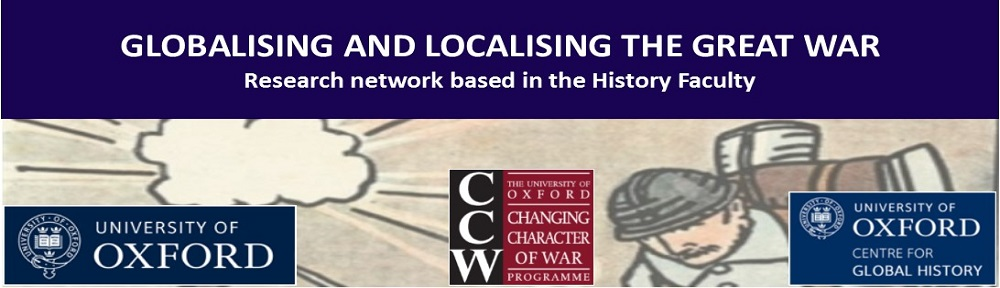 GLOBALISING AND LOCALISING THE GREAT WAR
Research network based in the History Faculty
UNIVERSITY OF
OXFORD
CCW
THE UNIVERSITY OF
OXFORD
CHANGING
CHARACTER
OF WAR
PROGRAMME
UNIVERSITY OF
OXFORD
CENTRE FOR
GLOBAL HISTORY